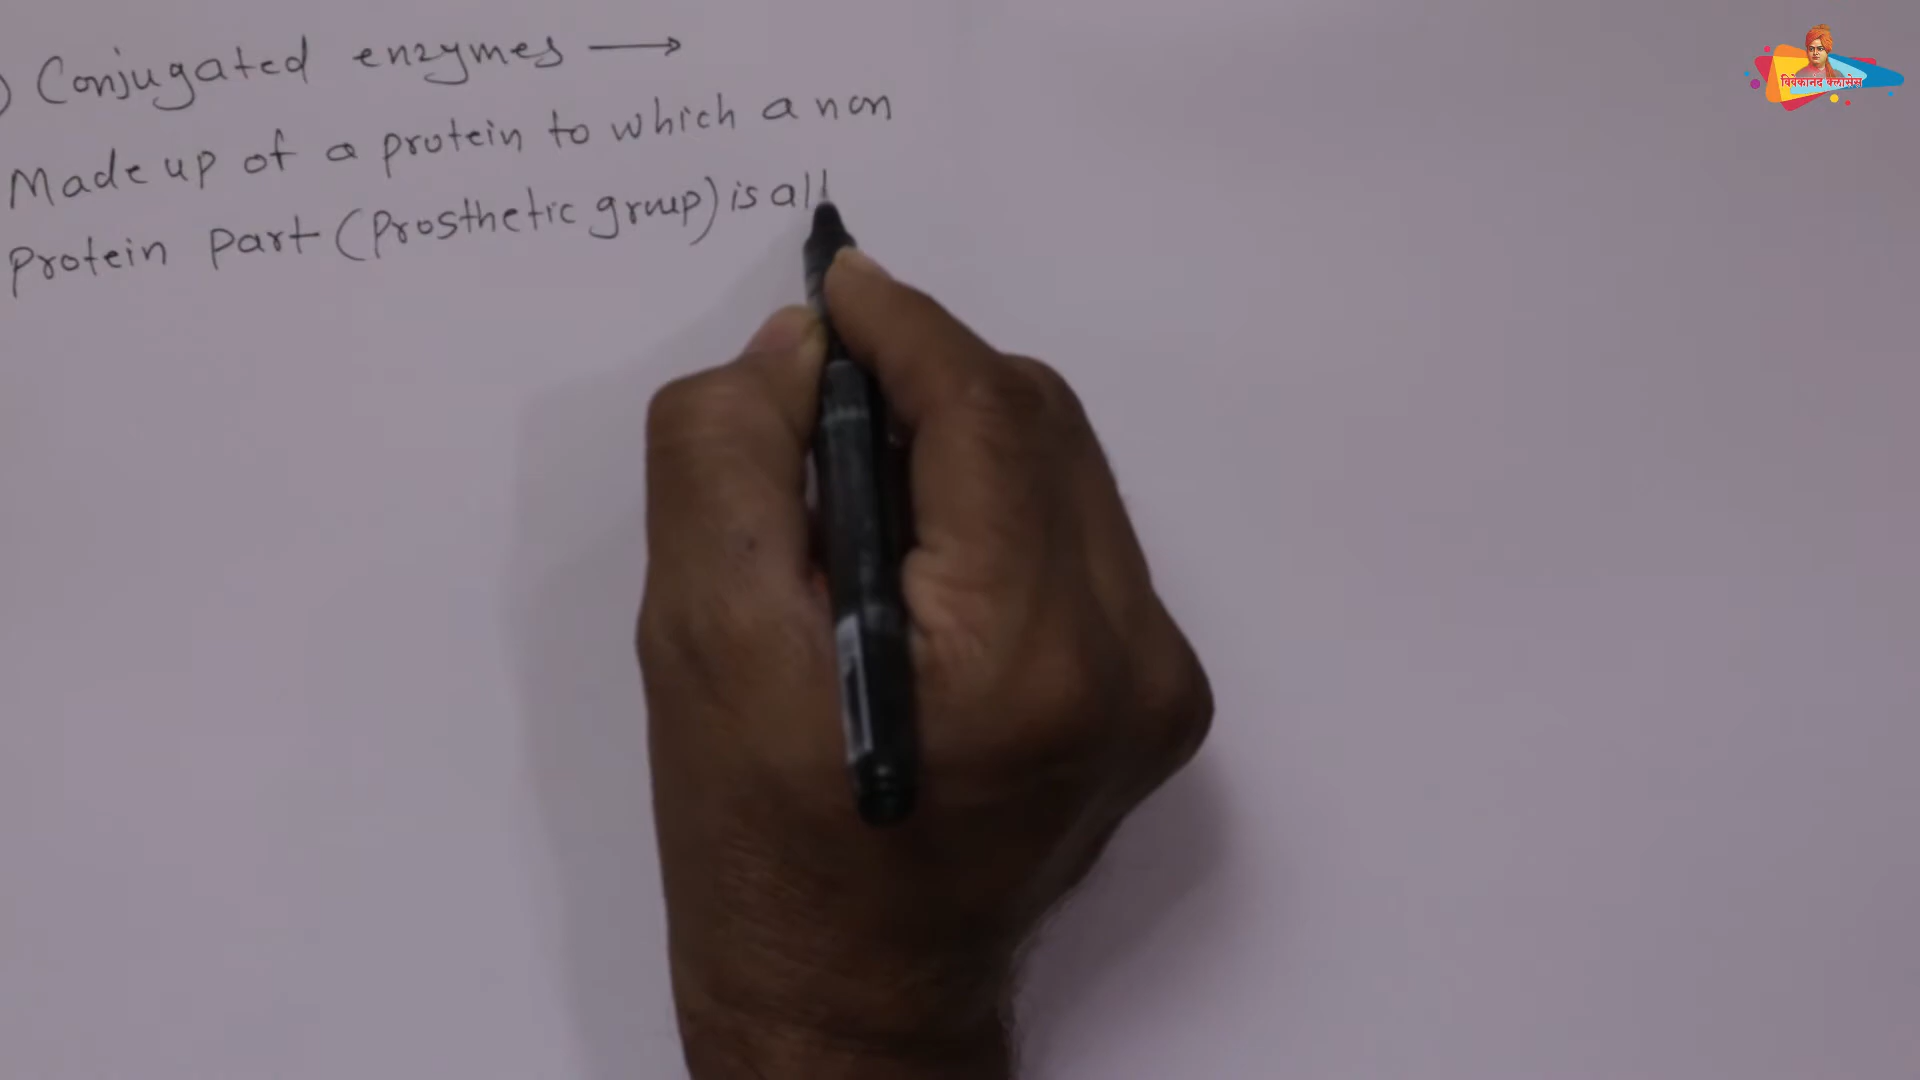 ) Conjugated enzymes →
Made up of a protein to which a non
Protein part (Prosthetic group) is all
विवेकानंद क्लासेस